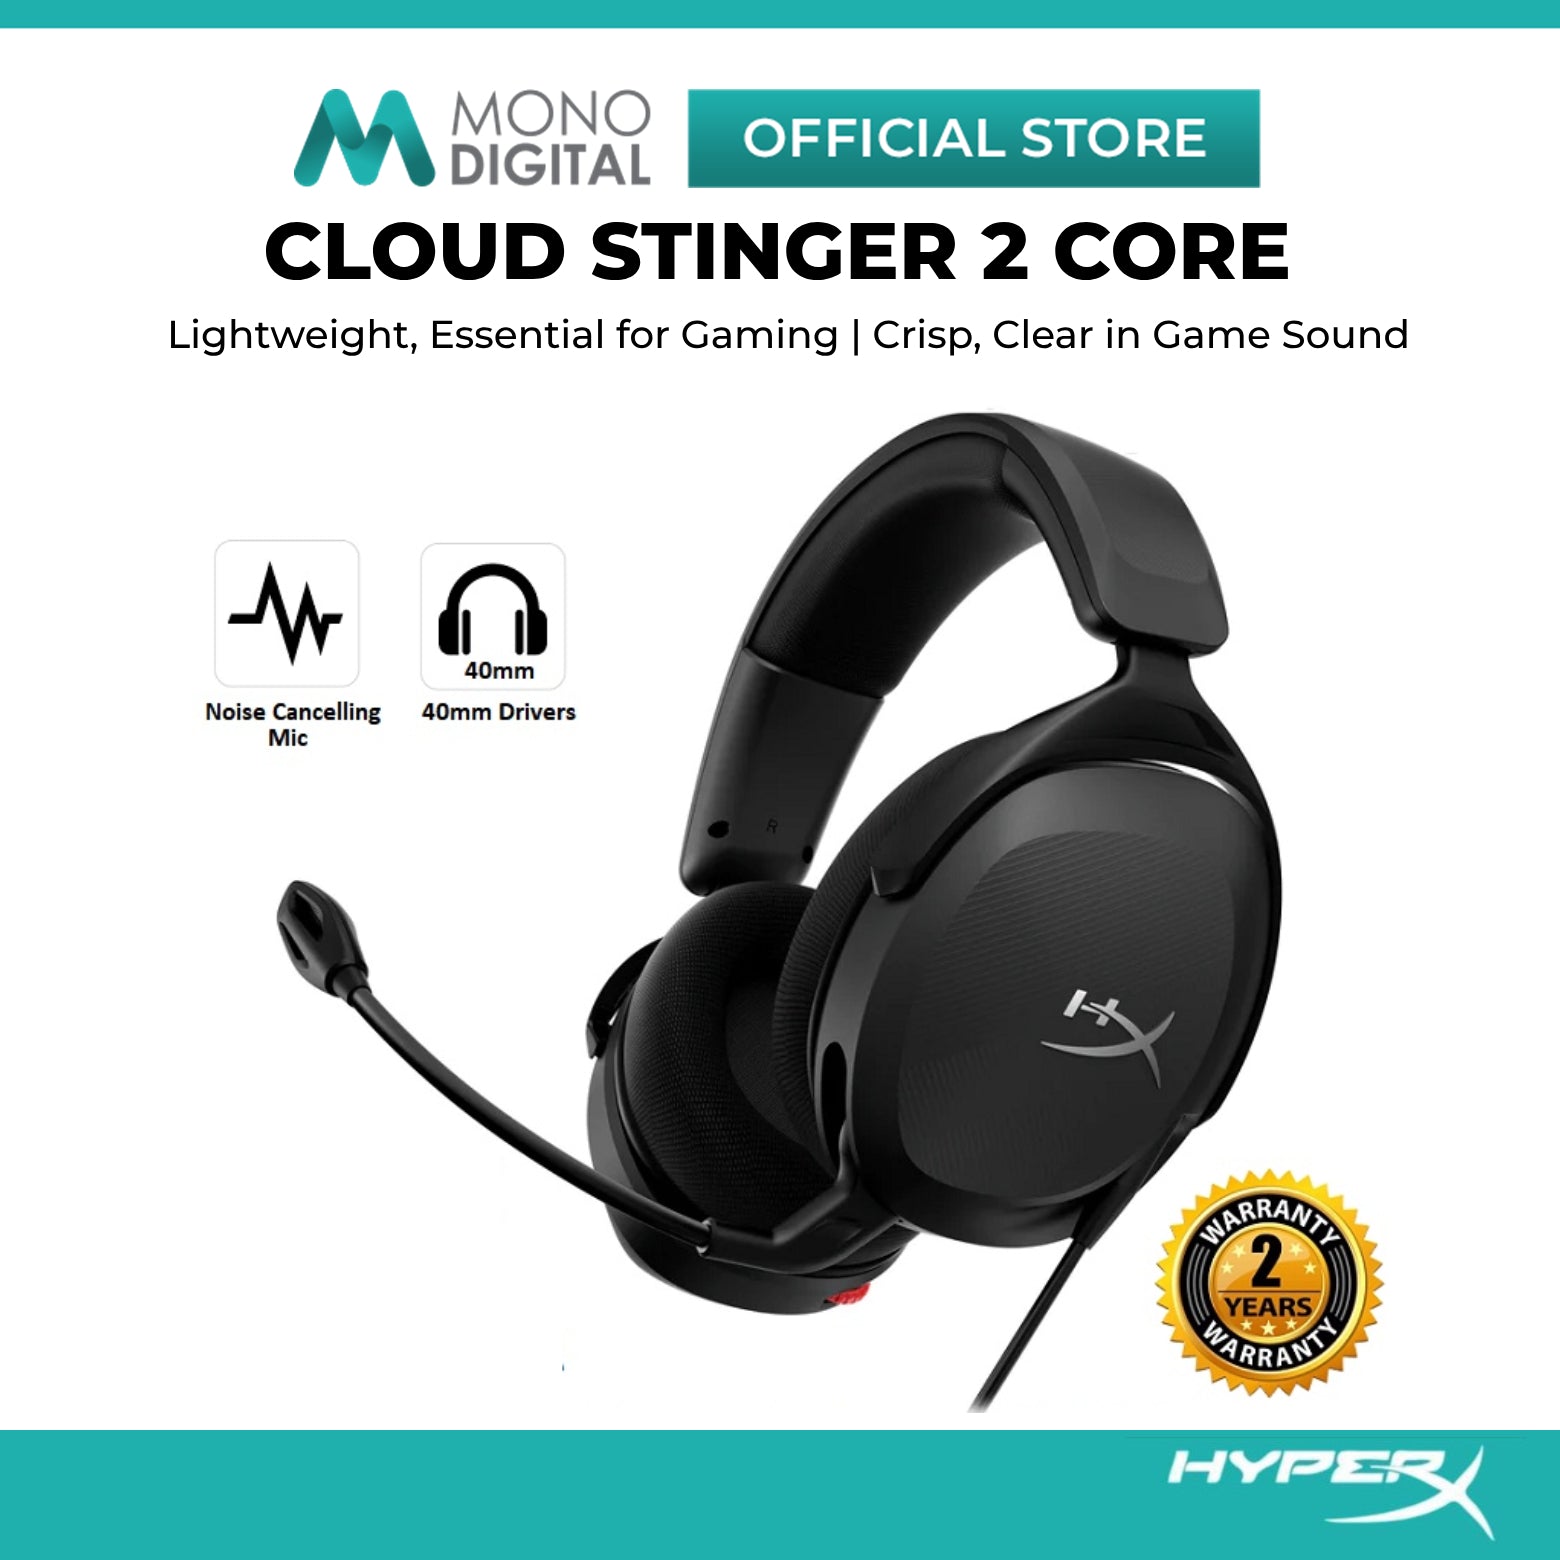 MONO
DIGITAL
OFFICIAL STORE
CLOUD STINGER 2 CORE
Lightweight, Essential for Gaming | Crisp, Clear in Game Sound
40mm
Noise Cancelling
Mic
40mm Drivers
R
HX
WARRANTY
2
YEARS
WARRANTY
HYPERX